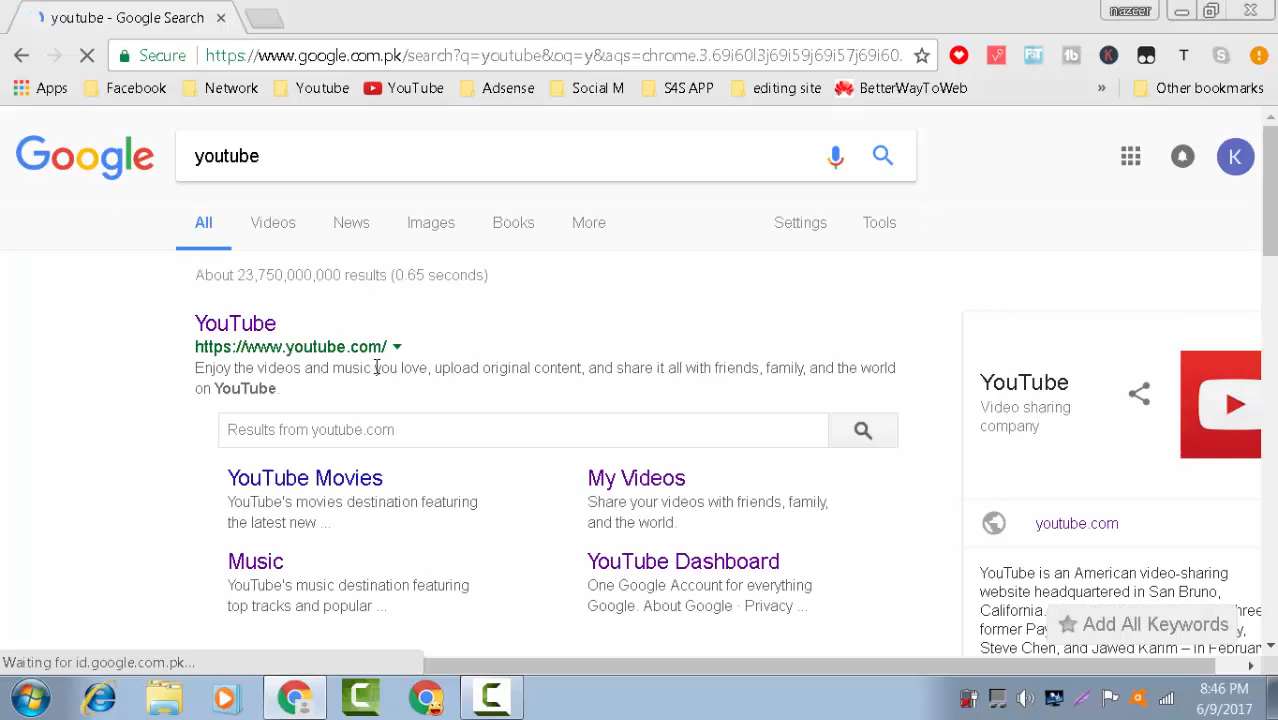 youtube - Google Search
nazeer
Secure https://www.google.com.pk/search?q=youtube&oq=y&aqs=chrome.3.69i60l3j69i59j69i57j69i60.
Apps Facebook Network Youtube YouTube Adsense Social M S4S APP editing site BetterWayToWeb » Other bookmarks
Google
youtube
K
All Videos News Images Books More Settings Tools
About 23,750,000,000 results (0.65 seconds)
YouTube
https://www.youtube.com/
Enjoy the videos and music you love, upload original content, and share it all with friends, family, and the world
on YouTube.
Results from youtube.com
YouTube Movies
YouTube's movies destination featuring
the latest new ...
My Videos
Share your videos with friends, family,
and the world.
Music
YouTube's music destination featuring
top tracks and popular ...
YouTube Dashboard
One Google Account for everything
Google. About Google · Privacy ...
YouTube
Video sharing
company
youtube.com
YouTube is an American video-sharing
website headquartered in San Bruno,
California.
former
Steve Chen, and Jawed Karim – in
Add All Keywords
Waiting for id.google.com.pk...
8:46 PM
6/9/2017